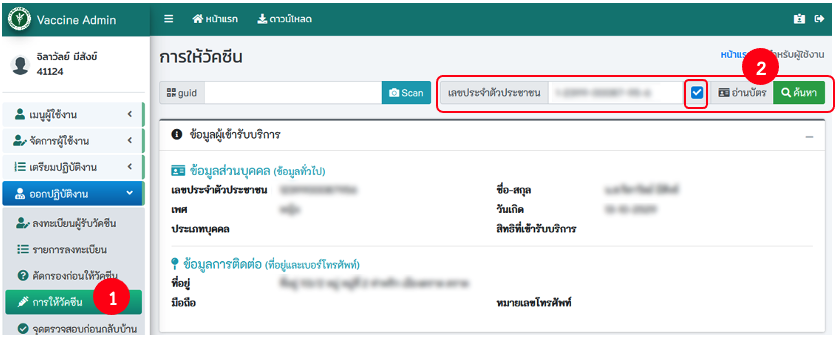 Vaccine Admin
หน้าแรก
ดาวน์โหลด
จิลาวัลย์ มีสังข์
41124
เมนูผู้ใช้งาน
จัดการผู้ใช้งาน
เตรียมปฏิบัติงาน
ออกปฏิบัติงาน
ลงทะเบียนผู้รับวัคซีน
รายการลงทะเบียน
คัดกรองก่อนให้วัคซีน
การให้วัคซีน
1
จุดตรวจสอบก่อนกลับบ้าน
การให้วัคซีน
หน้าแรก
2
สำหรับผู้ใช้งาน
guid
Scan
เลขประจำตัวประชาชน
อ่านบัตร
ค้นหา
ข้อมูลผู้เข้ารับบริการ
ข้อมูลส่วนบุคคล (ข้อมูลทั่วไป)
เลขประจำตัวประชาชน
ชื่อ-สกุล
เพศ
วันเกิด
ประเภทบุคคล
สิทธิที่เข้ารับบริการ
ข้อมูลการติดต่อ (ที่อยู่และเบอร์โทรศัพท์)
ที่อยู่
มือถือ
หมายเลขโทรศัพท์